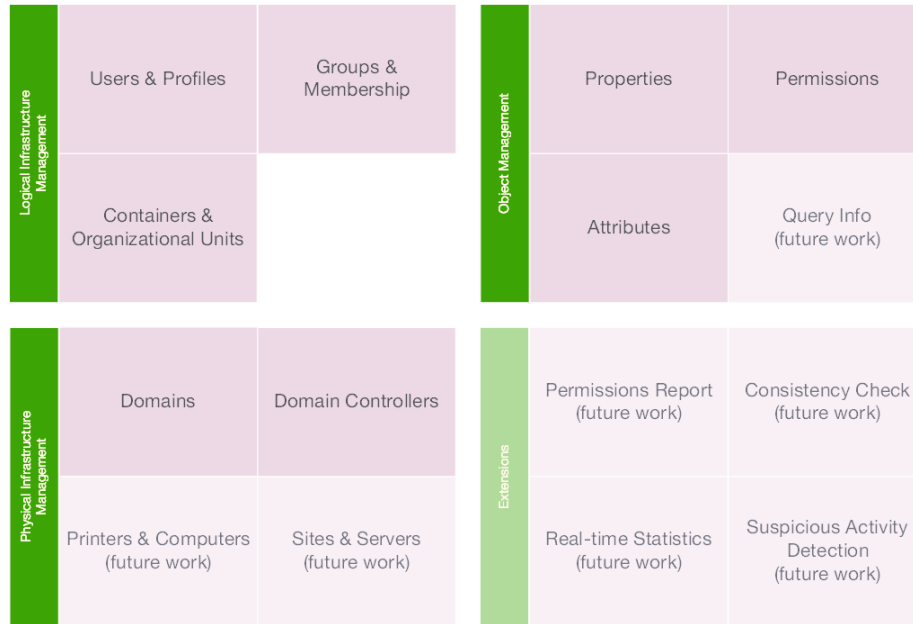 Logical Infrastructure
Management
Users & Profiles
Groups &
Membership
Containers &
Organizational Units
Object Management
Properties
Permissions
Attributes
Query Info
(future work)
Physical Infrastructure
Management
Domains
Domain Controllers
Printers & Computers
(future work)
Sites & Servers
(future work)
Extensions
Permissions Report
(future work)
Consistency Check
(future work)
Real-time Statistics
(future work)
Suspicious Activity
Detection
(future work)